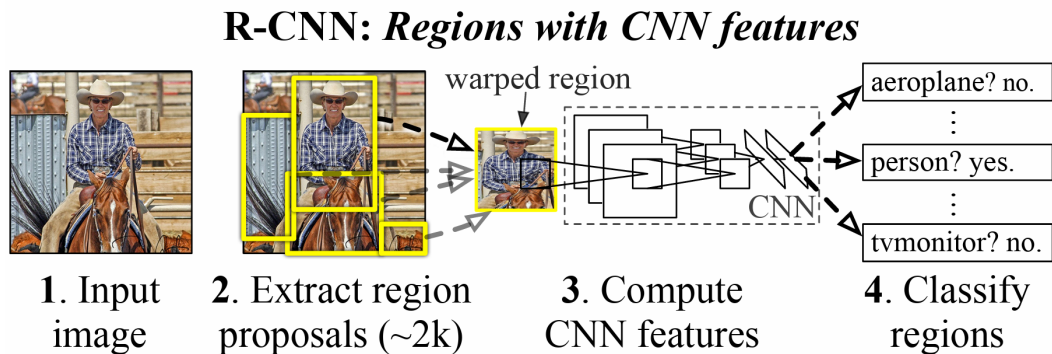 R-CNN: Regions with CNN features
warped region
aeroplane? no.
⋮
person? yes.
⋮
tvmonitor? no.
CNN
1. Input
image
2. Extract region
proposals (~2k)
3. Compute
CNN features
4. Classify
regions